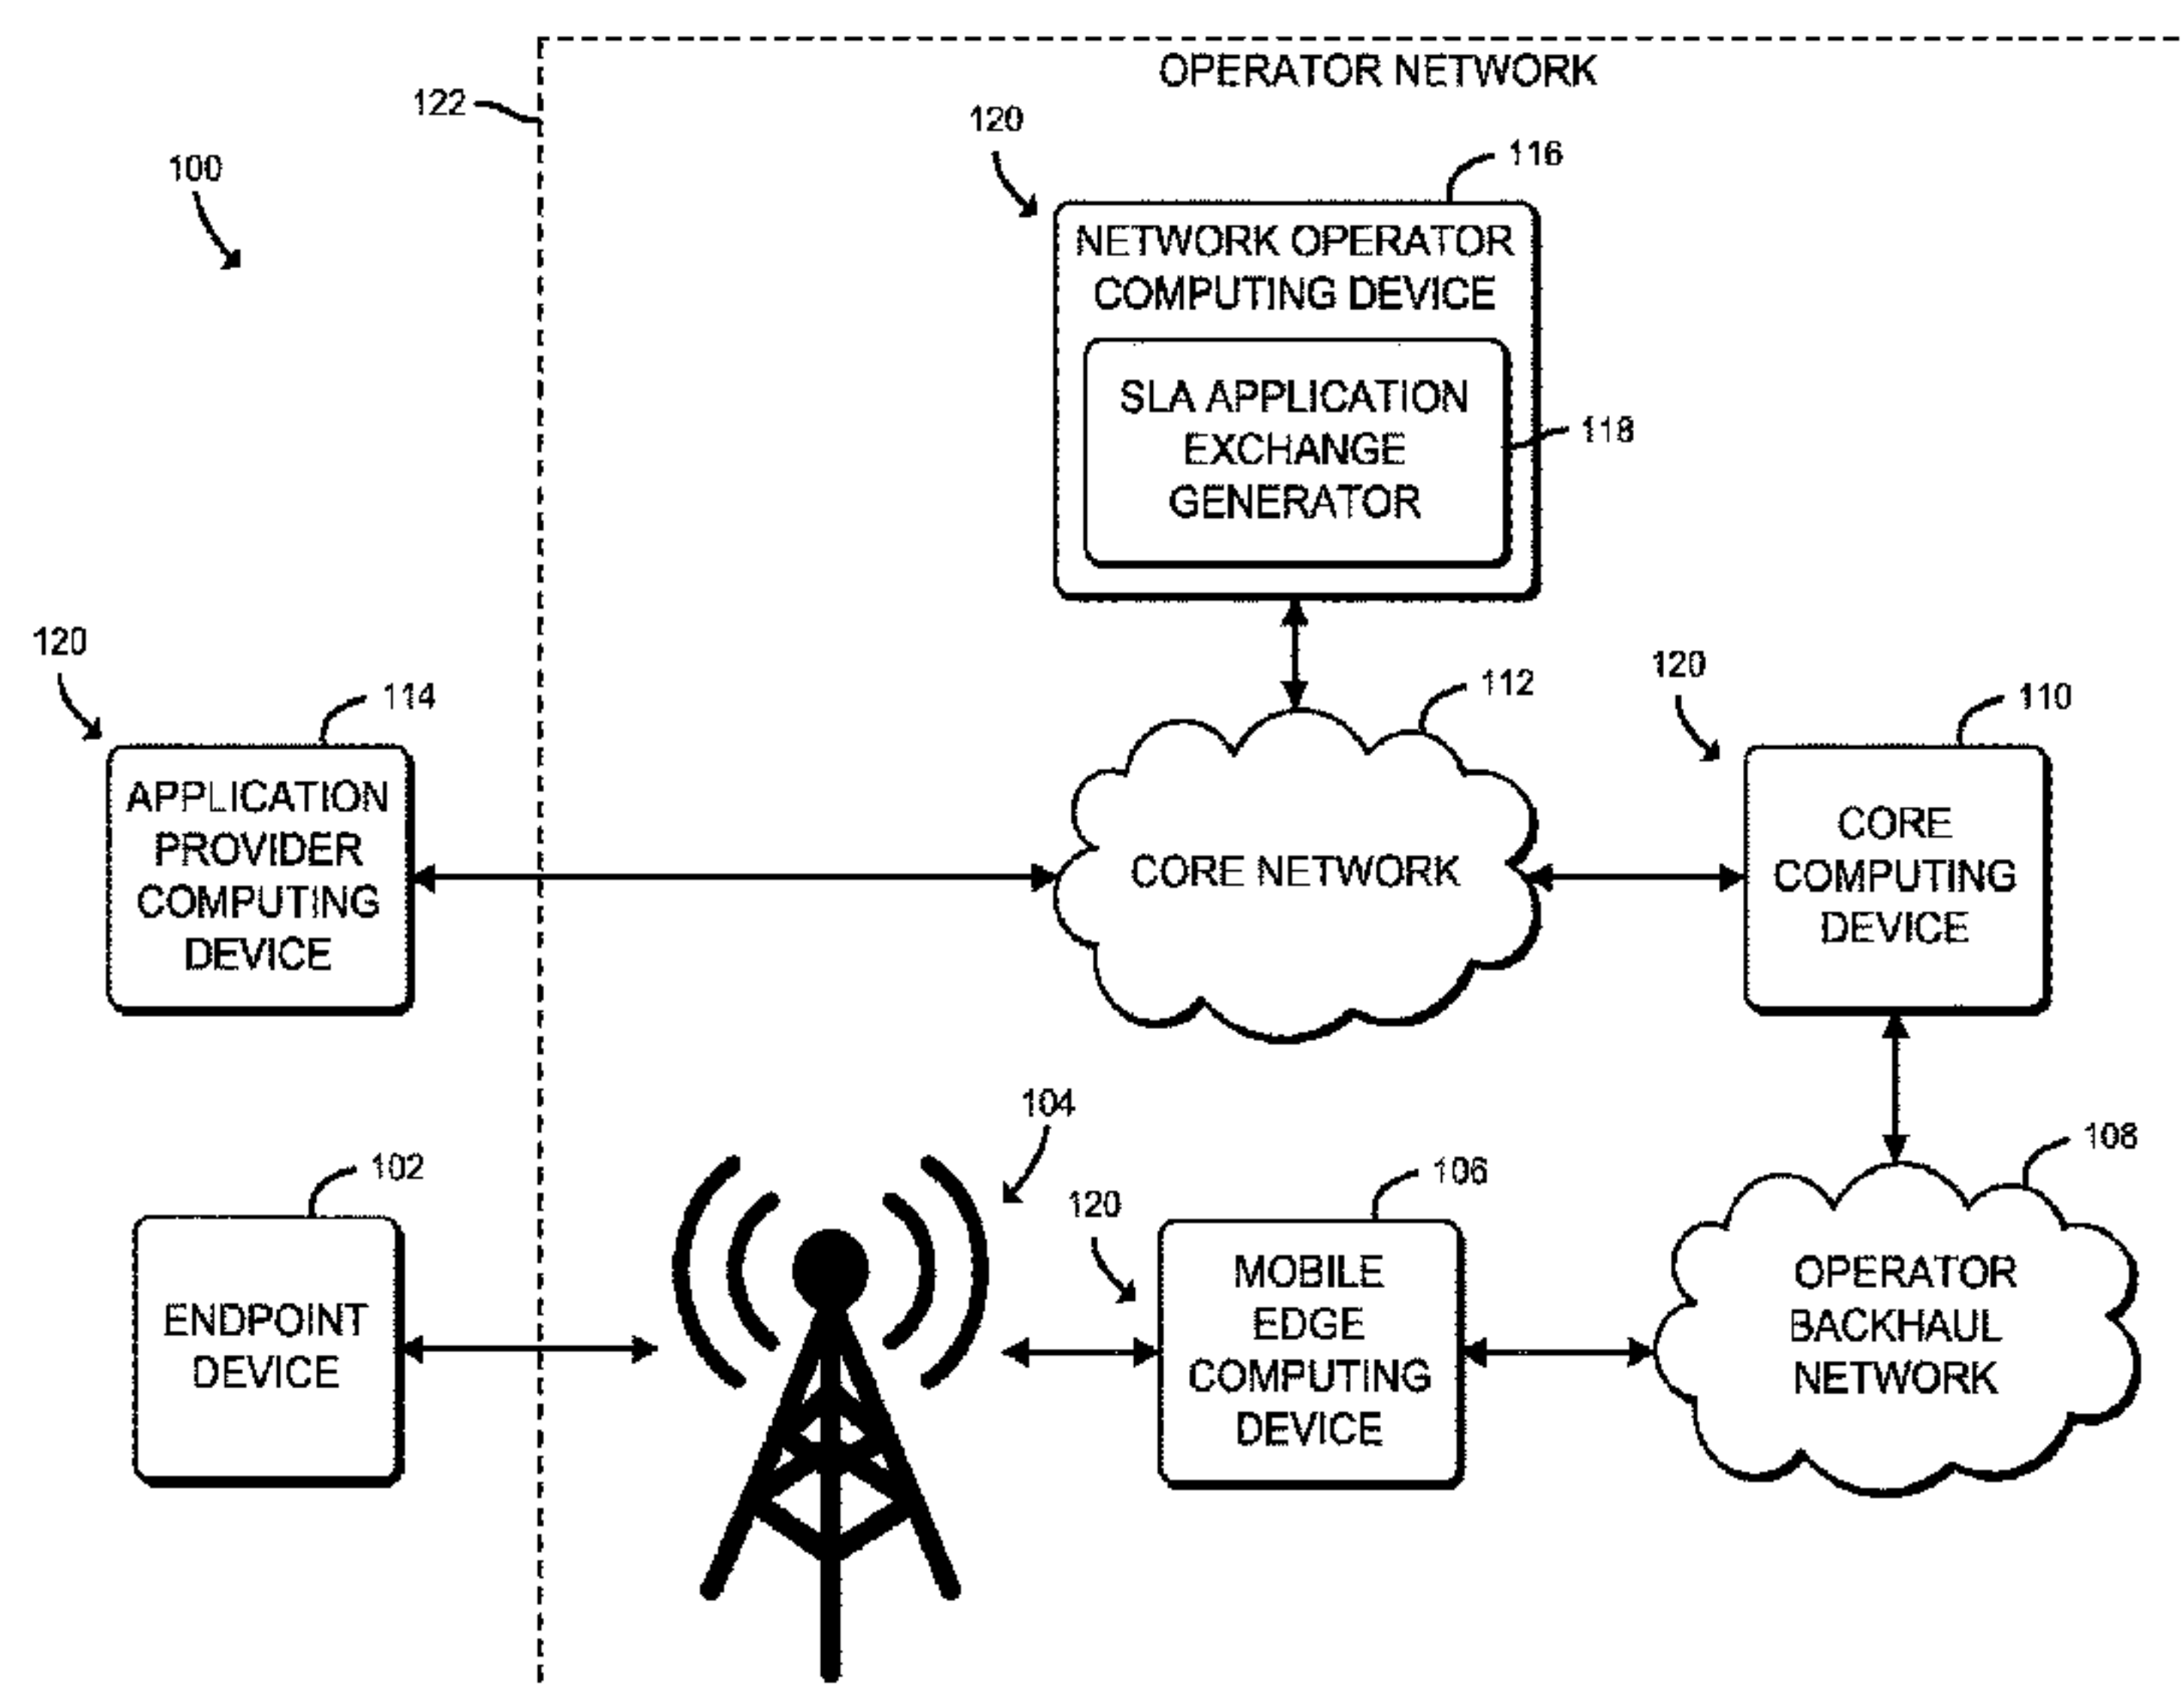 OPERATOR NETWORK
122
120
116
100
NETWORK OPERATOR
COMPUTING DEVICE
SLA APPLICATION
EXCHANGE
GENERATOR
118
120
114
112
120
110
APPLICATION
PROVIDER
COMPUTING
DEVICE
CORE NETWORK
CORE
COMPUTING
DEVICE
104
102
120
106
108
ENDPOINT
DEVICE
MOBILE
EDGE
COMPUTING
DEVICE
OPERATOR
BACKHAUL
NETWORK